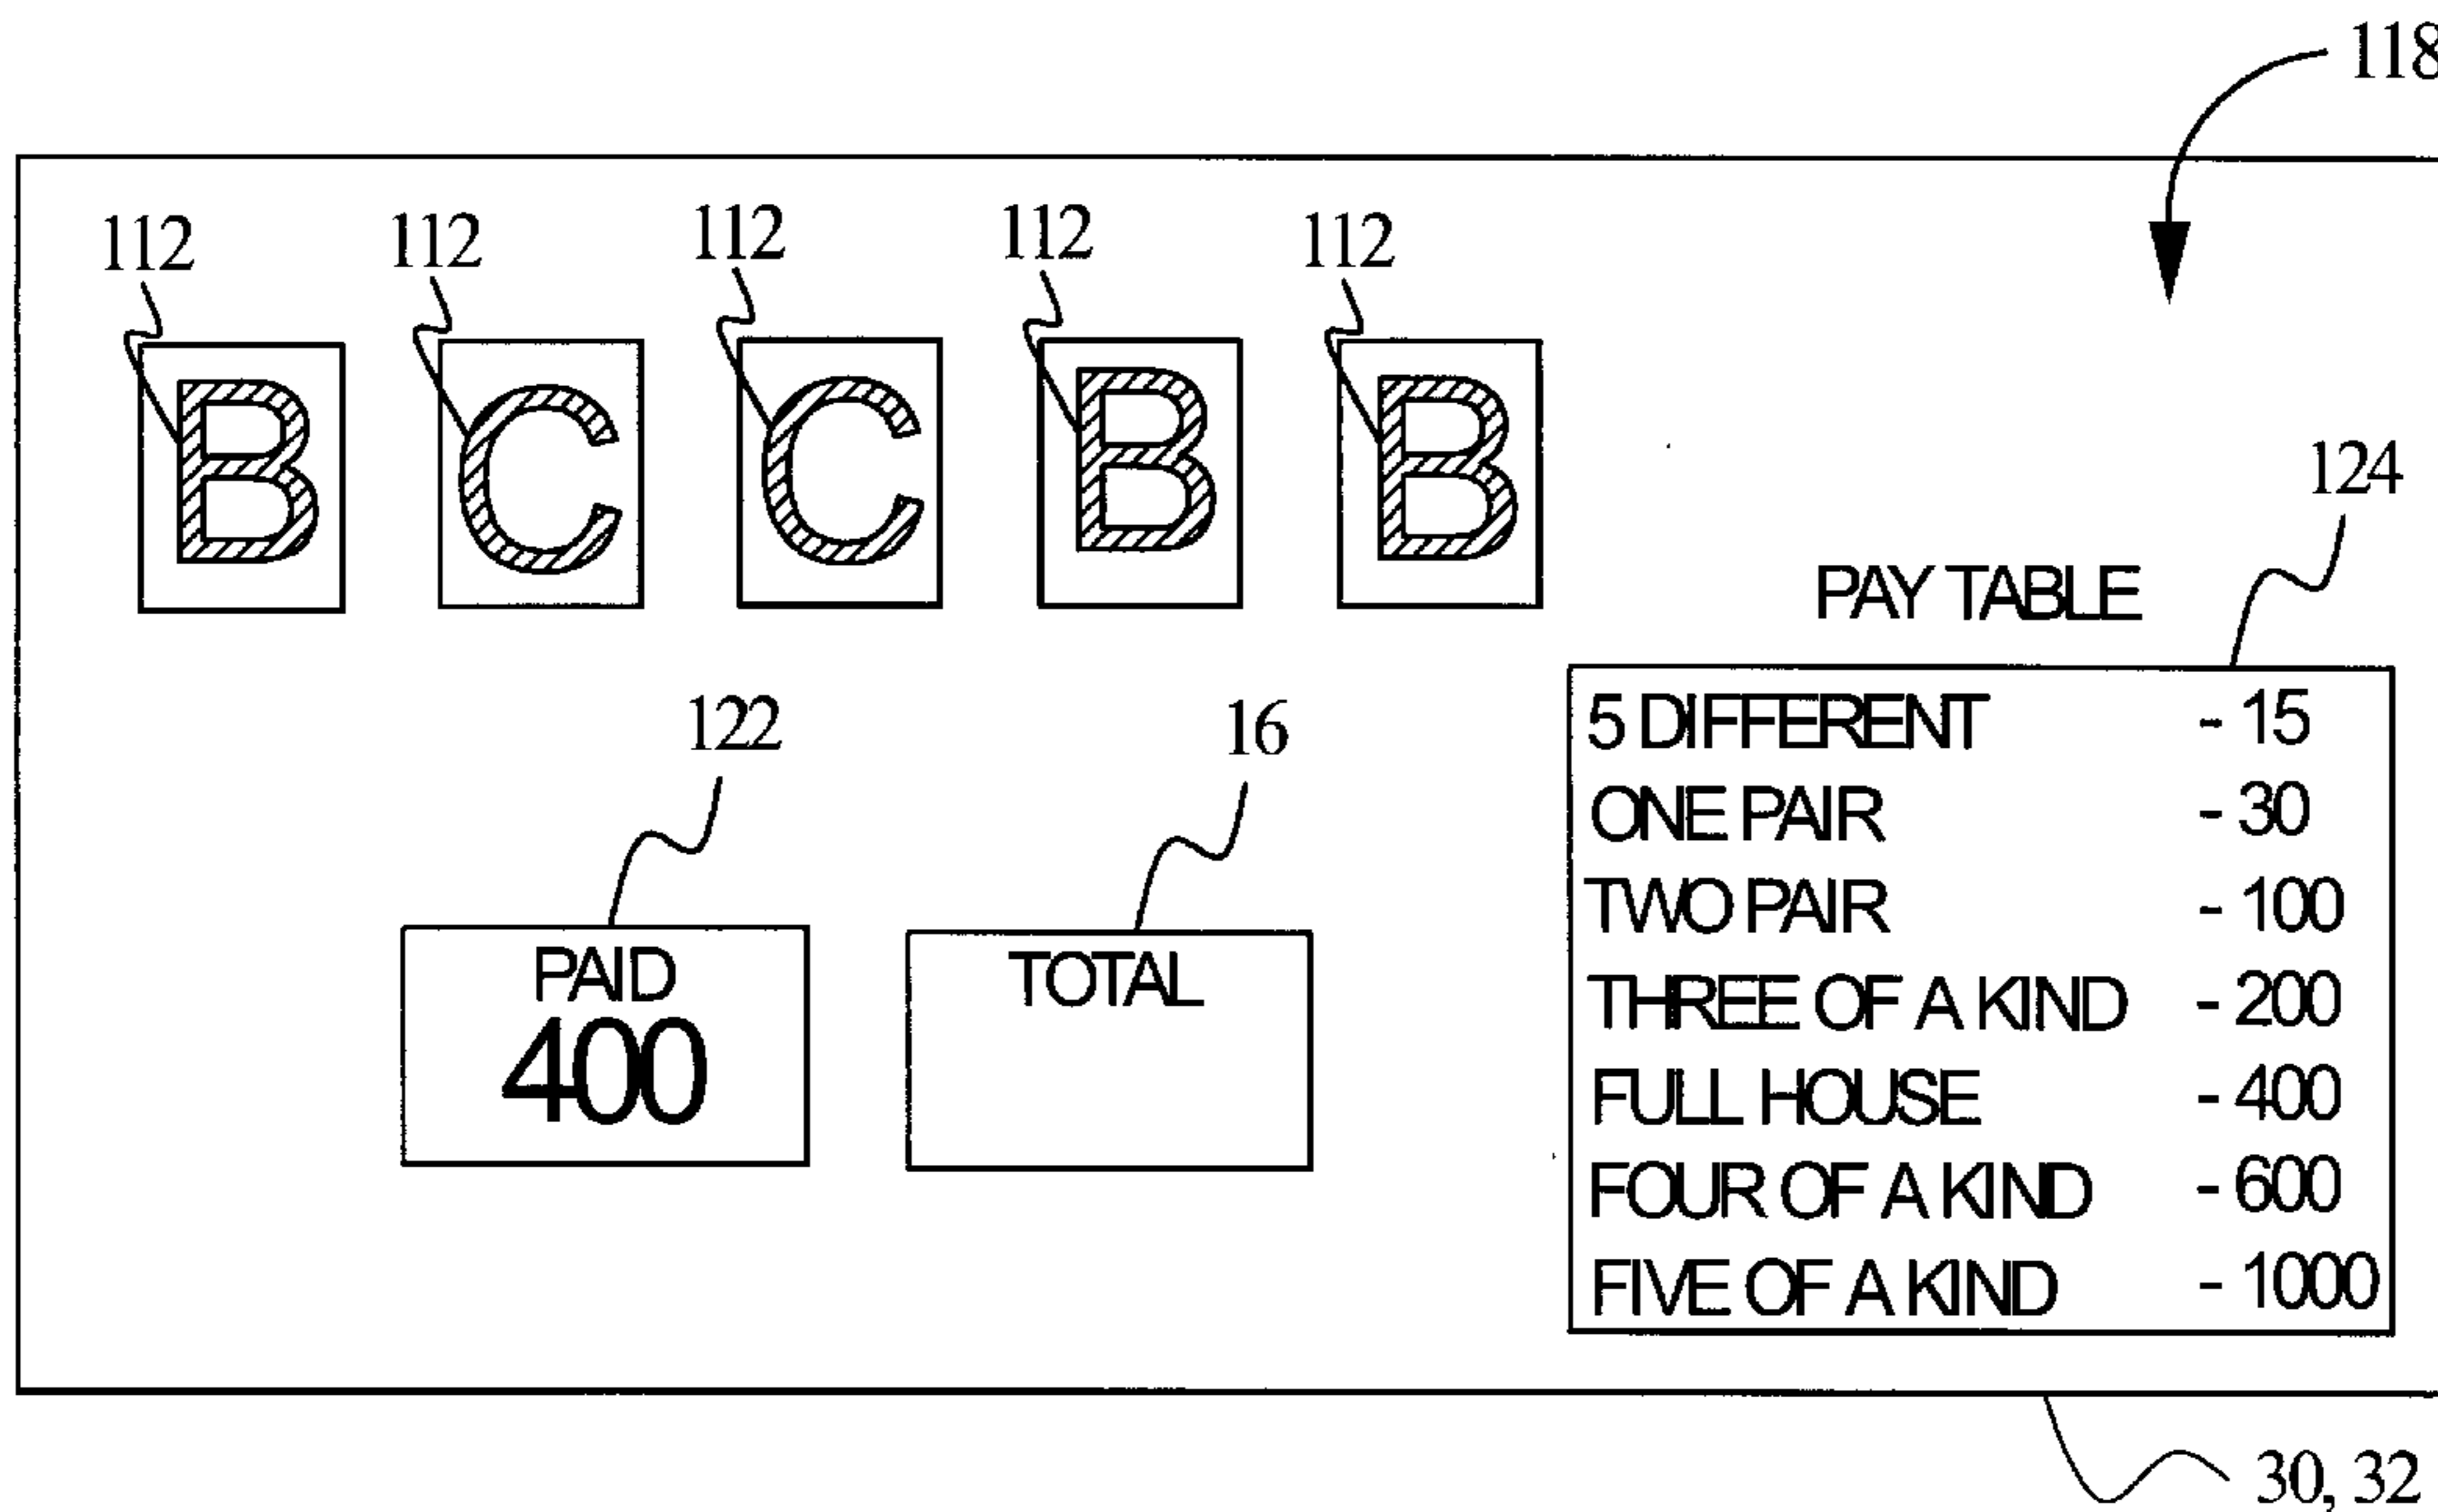 118
112 112 112 112 112
B C C B B
124
PAY TABLE
122 16
5 DIFFERENT - 15
ONE PAIR - 30
TWO PAIR - 100
THREE OF A KIND - 200
FULL HOUSE - 400
FOUR OF A KIND - 600
FIVE OF A KIND - 1000
PAID
400
TOTAL
30, 32